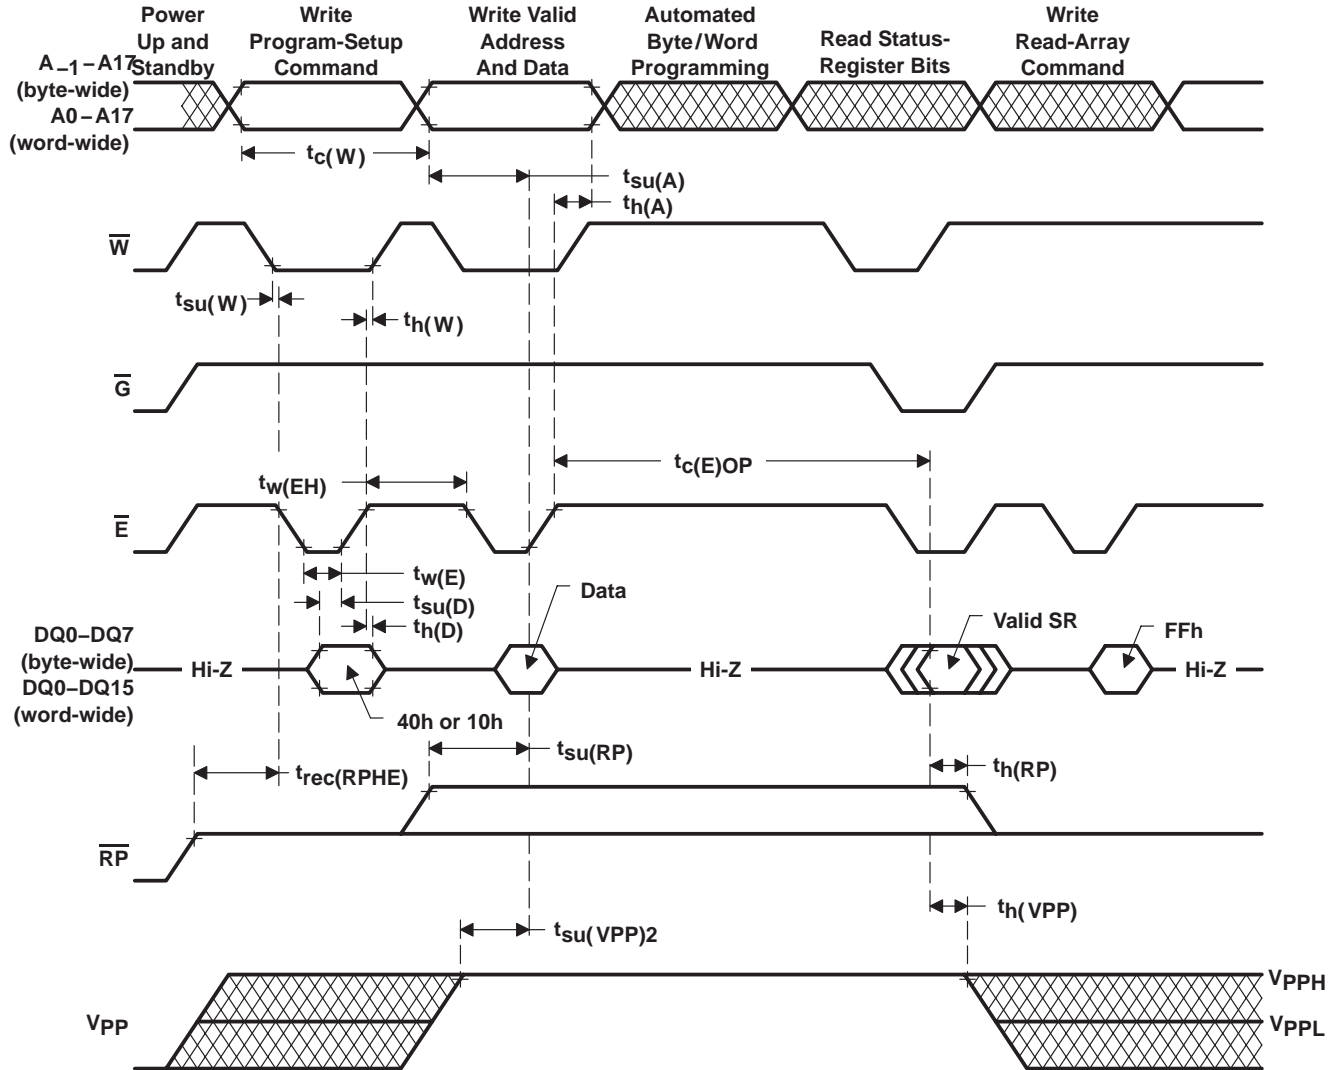 Power
Up and
Standby
Write
Program-Setup
Command
Write Valid
Address
And Data
Automated
Byte/Word
Programming
Read Status-
Register Bits
Write
Read-Array
Command
A–1–A17
(byte-wide)
A0–A17
(word-wide)
tc(W)
tsu(A)
th(A)
W
tsu(W)
th(W)
G
tc(E)OP
tw(EH)
E
tw(E)
tsu(D)
th(D)
Data
Valid SR
FFh
DQ0–DQ7
(byte-wide)
DQ0–DQ15
(word-wide)
Hi-Z
Hi-Z
Hi-Z
40h or 10h
tsu(RP)
trec(RPHE)
th(RP)
RP
th(VPP)
tsu(VPP)2
VPP
VPPH
VPPL